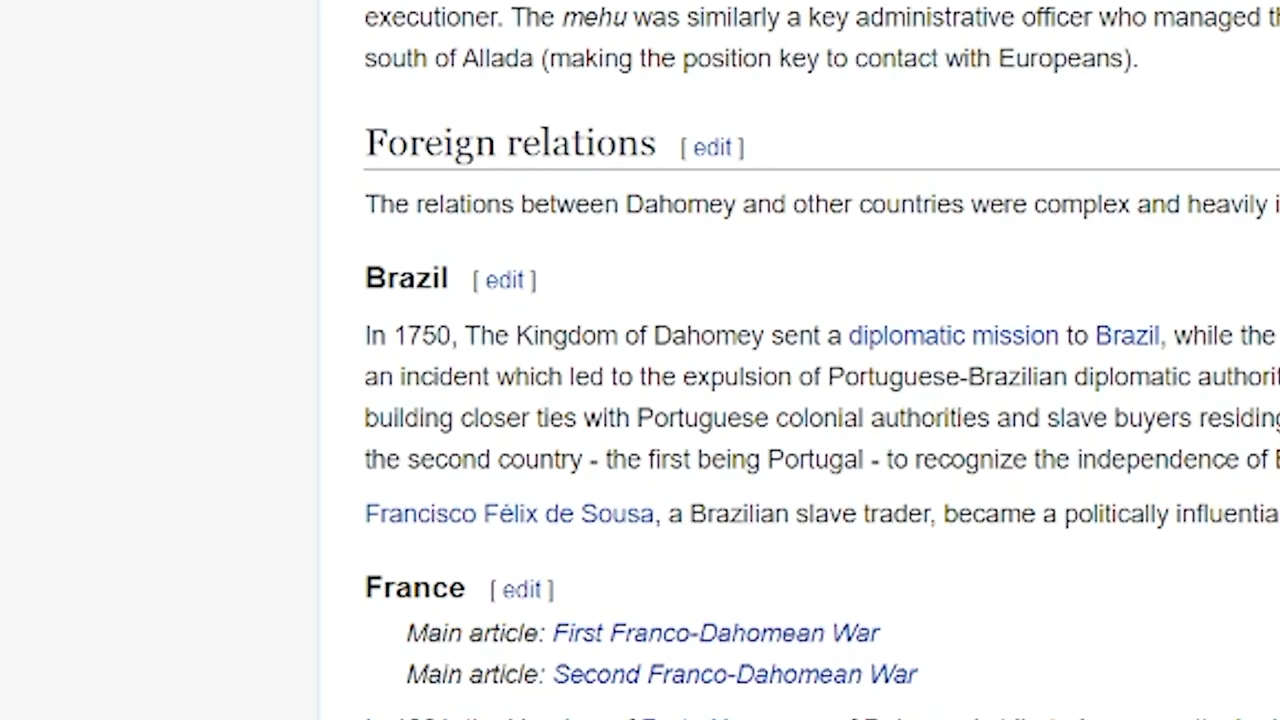 executioner. The mehu was similarly a key administrative officer who managed
south of Allada (making the position key to contact with Europeans).
Foreign relations [ edit ]
The relations between Dahomey and other countries were complex and heavily
Brazil [ edit ]
In 1750, The Kingdom of Dahomey sent a diplomatic mission to Brazil, while the
an incident which led to the expulsion of Portuguese-Brazilian diplomatic
building closer ties with Portuguese colonial authorities and slave buyers
the second country - the first being Portugal - to recognize the independence of
Francisco Félix de Sousa, a Brazilian slave trader, became a politically
France [ edit ]
Main article: First Franco-Dahomean War
Main article: Second Franco-Dahomean War